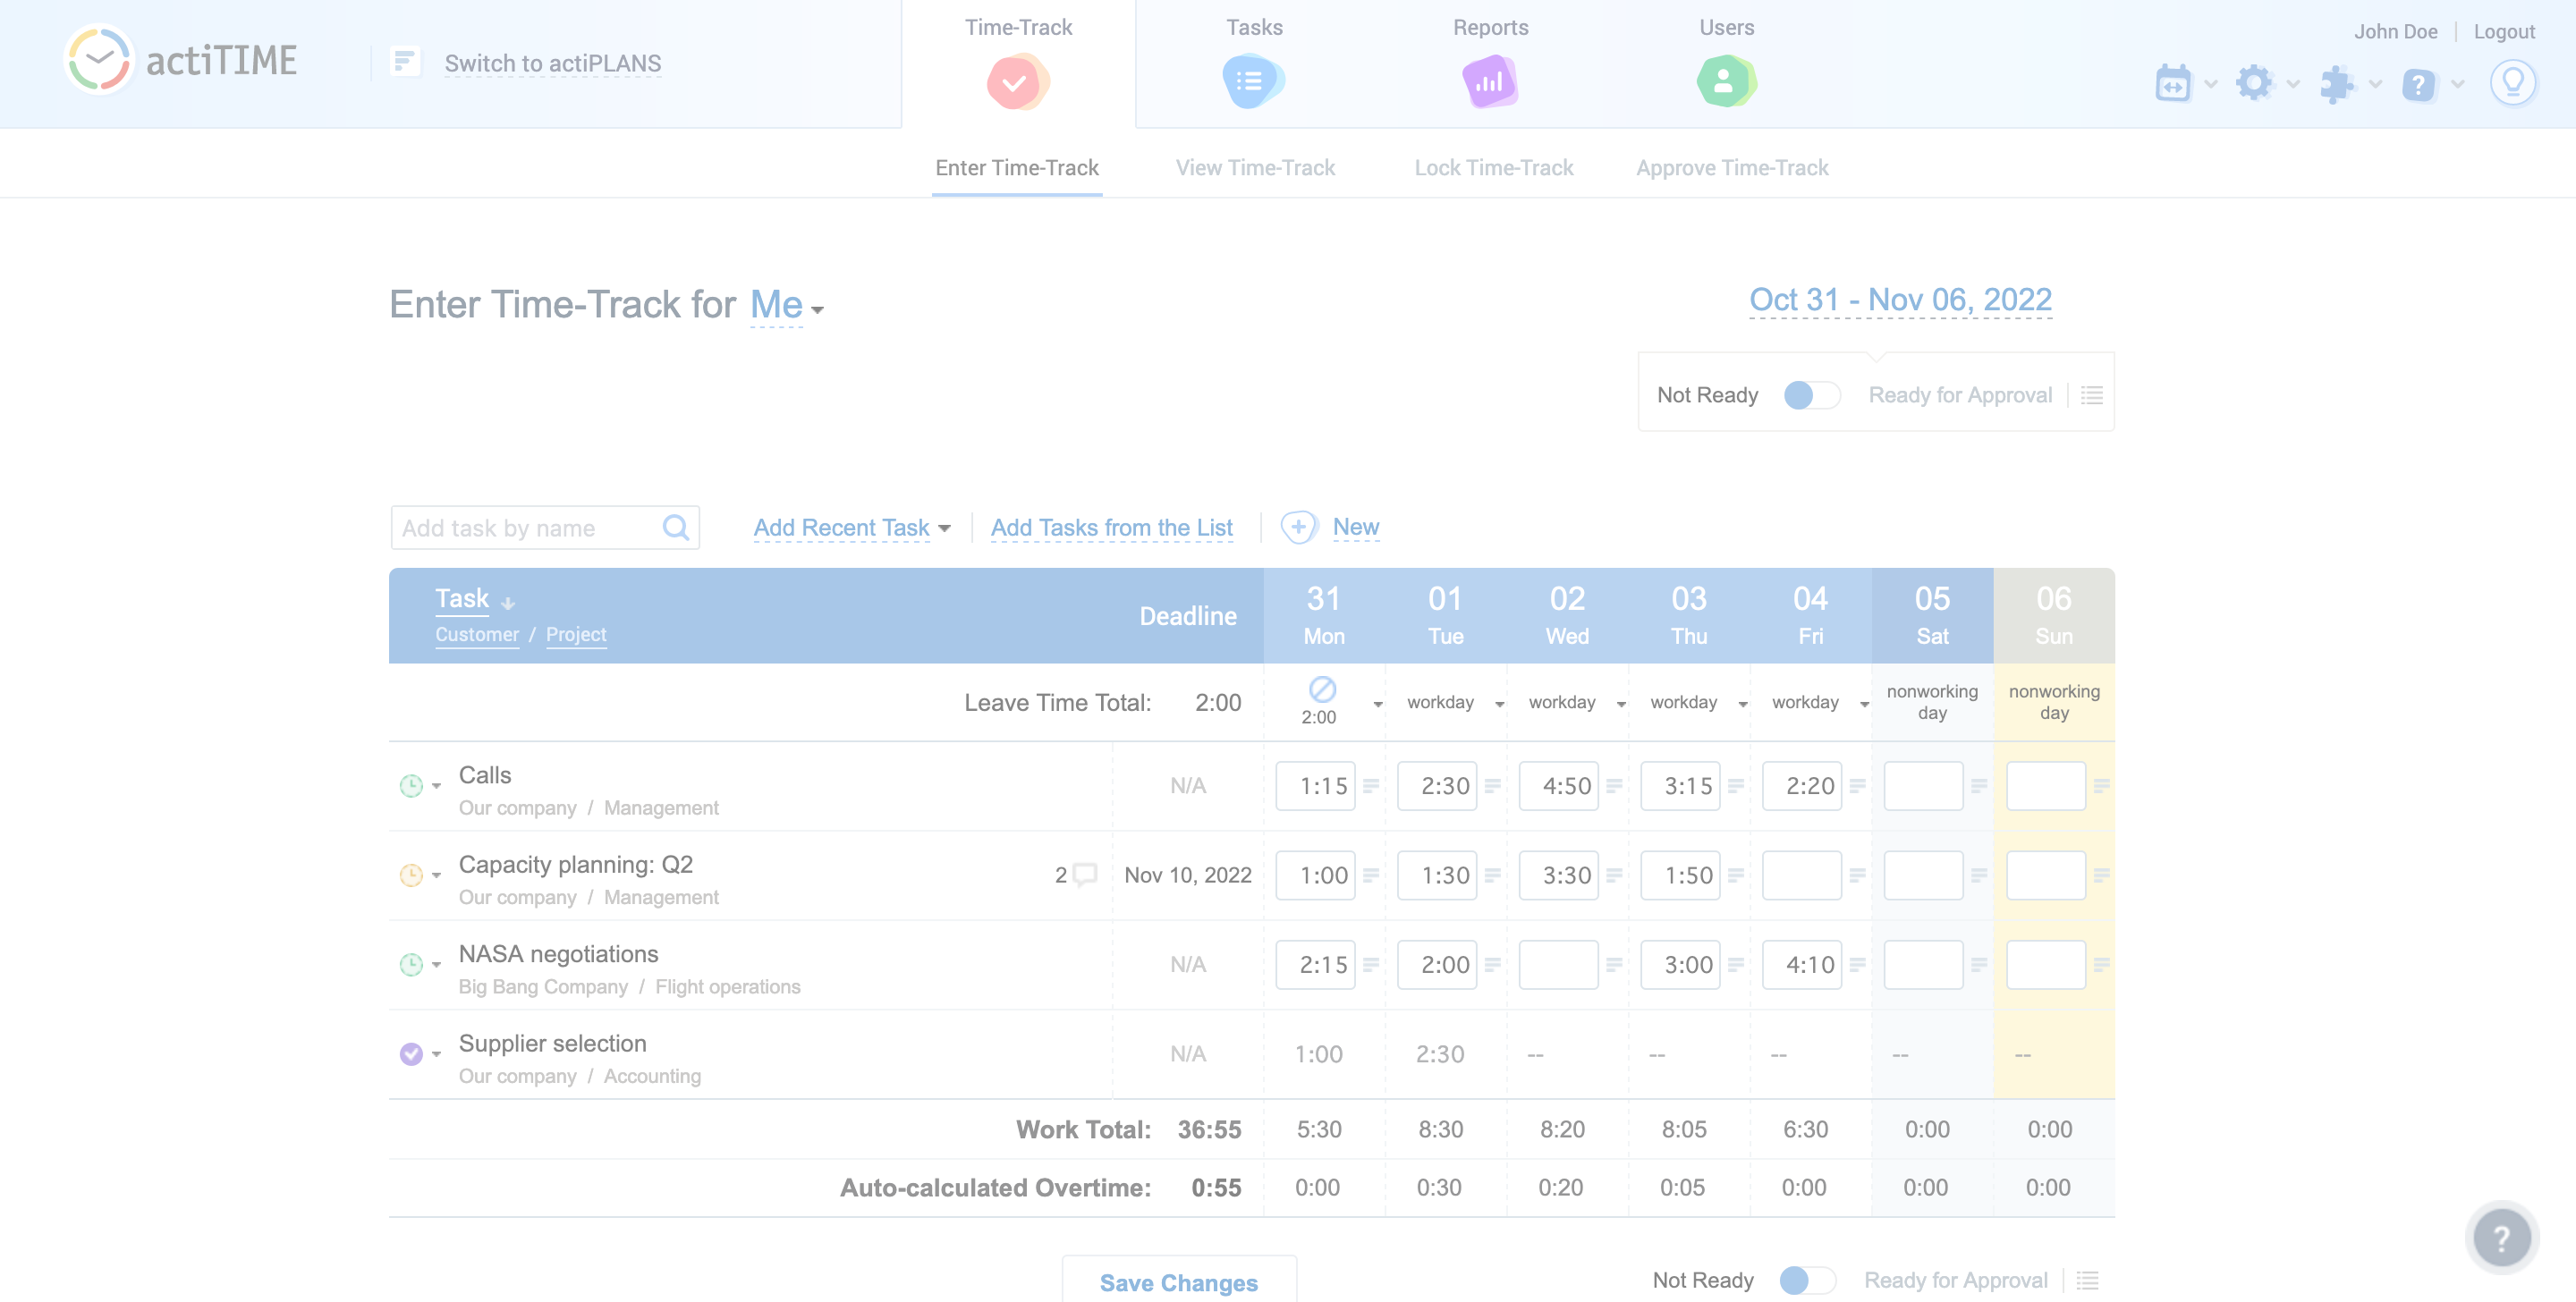 actiTIME
Switch to actiPLANS
Time-Track
Tasks
Reports
Users
John Doe
Logout
Enter Time-Track
View Time-Track
Lock Time-Track
Approve Time-Track
Enter Time-Track for Me
Oct 31 - Nov 06, 2022
Not Ready
Ready for Approval
Add task by name
Add Recent Task
Add Tasks from the List
New
Task
Customer / Project
Deadline
31 Mon
01 Tue
02 Wed
03 Thu
04 Fri
05 Sat
06 Sun
Leave Time Total: 2:00 2:00 workday workday workday workday nonworking day nonworking day
Calls
Our company / Management
N/A 1:15 2:30 4:50 3:15 2:20
Capacity planning: Q2
Our company / Management
2 Nov 10, 2022 1:00 1:30 3:30 1:50
NASA negotiations
Big Bang Company / Flight operations
N/A 2:15 2:00 3:00 4:10
Supplier selection
Our company / Accounting
N/A 1:00 2:30 -- -- -- -- --
Work Total: 36:55 5:30 8:30 8:20 8:05 6:30 0:00 0:00
Auto-calculated Overtime: 0:55 0:00 0:30 0:20 0:05 0:00 0:00 0:00
Save Changes
Not Ready
Ready for Approval
?